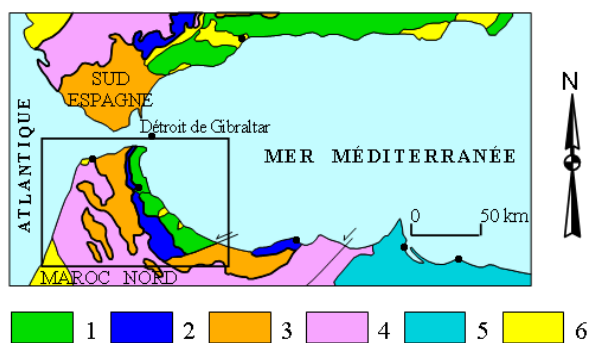 SUD
ESPAGNE
Détroit de Gibraltar
ATLANTIQUE
MER MÉDITERRANÉE
N
0 50 km
MAROC NORD
1 2 3 4 5 6